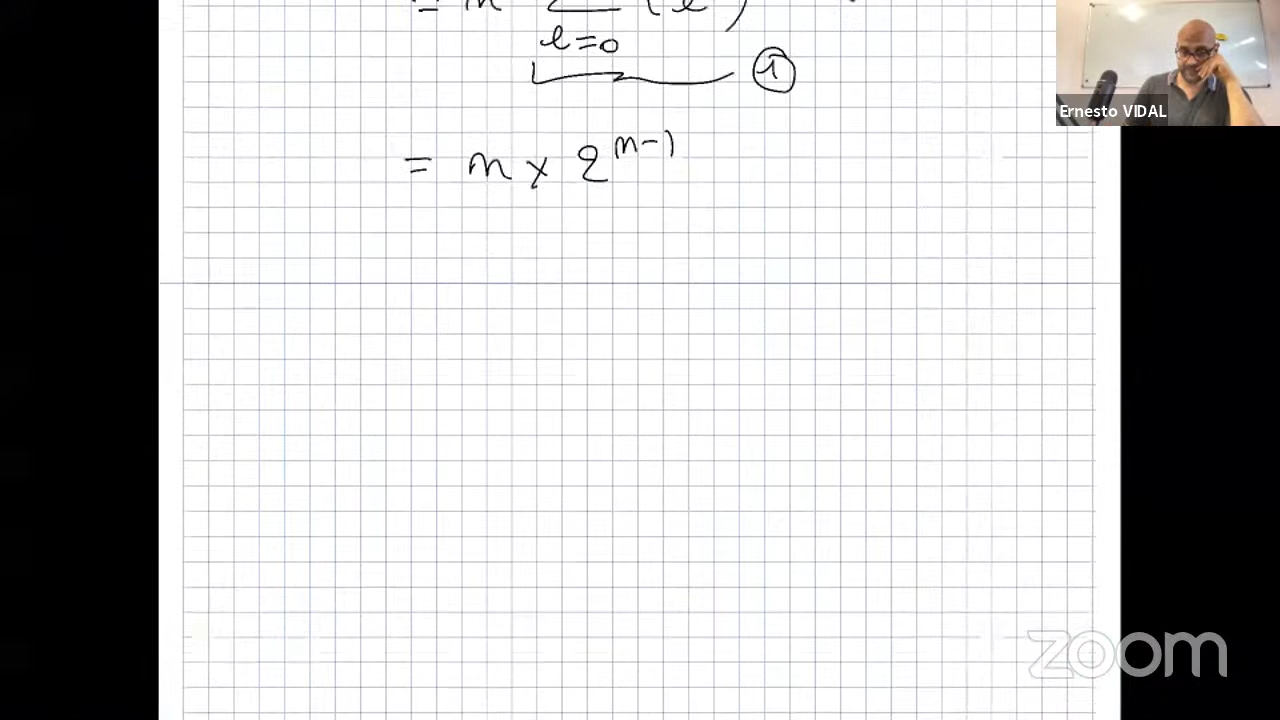 = n Σ ( l )
l=0
①
= n × 2^{n-1}
Ernesto VIDAL
zoom